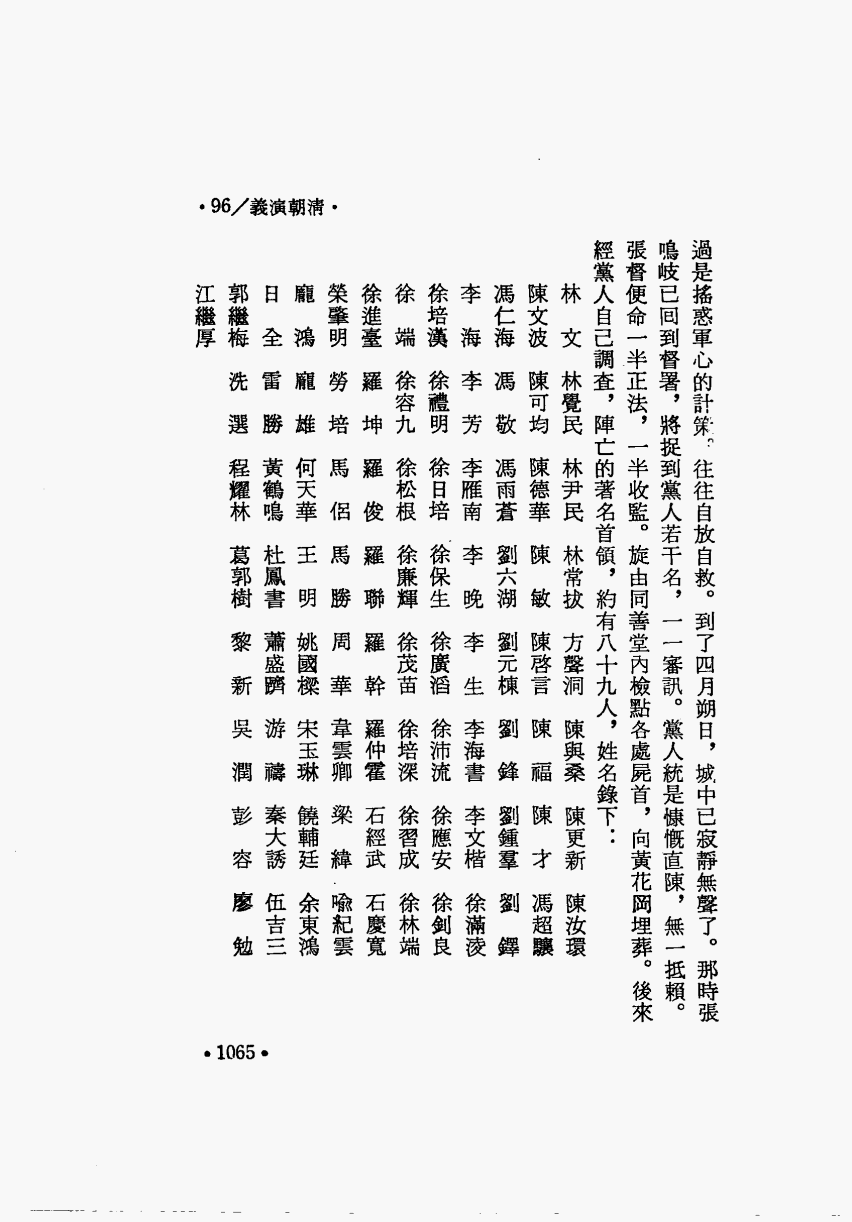 •96/義演朝清•
過是搖惑軍心的計策。往往自放自救。到了四月朔日，城中已寂靜無聲了。那時張
鳴岐已回到督署，將捉到黨人若干名，一一審訊。黨人統是慷慨直陳，無一抵賴。
張督便命一半正法，一半收監。旋由同善堂內檢點各處屍首，向黃花岡埋葬。後來
經黨人自己調查，陣亡的著名首領，約有八十九人，姓名錄下：
林　文　林覺民　林尹民　林常拔　方聲洞　陳與燊　陳更新　陳汝環
陳文波　陳可均　陳德華　陳　敏　陳啓言　陳　福　陳　才　馮超驤
馮仁海　馮　敬　馮雨蒼　劉六湖　劉元棟　劉　鋒　劉鍾羣　劉　鐸
李　海　李　芳　李雁南　李　晚　李　生　李海書　李文楷　徐滿淩
徐培漢　徐禮明　徐日培　徐保生　徐廣滔　徐沛流　徐應安　徐釗良
徐　端　徐容九　徐松根　徐廉輝　徐茂苗　徐培深　徐習成　徐林端
徐進臺　羅　坤　羅　俊　羅　聯　羅　幹　羅仲霍　石經武　石慶寬
榮肇明　勞　培　馬　侶　馬　勝　周　華　韋雲卿　梁　緯　喩紀雲
龐　鴻　龐　雄　何天華　王　明　姚國樑　宋玉琳　饒輔廷　余東鴻
日　全　雷　勝　黃鶴鳴　杜鳳書　蕭盛躋　游　禱　秦大誘　伍吉三
郭繼梅　洗　選　程耀林　葛郭樹　黎　新　吳　潤　彭　容　廖　勉
江繼厚
•1065•